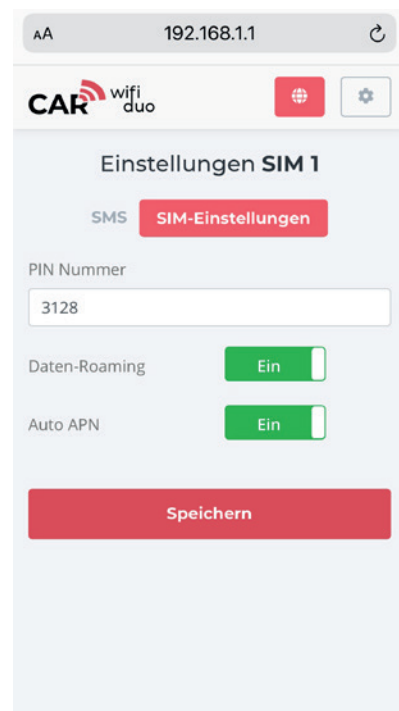 AA 192.168.1.1
CAR wifi duo
Einstellungen SIM 1
SMS SIM-Einstellungen
PIN Nummer
3128
Daten-Roaming Ein
Auto APN Ein
Speichern